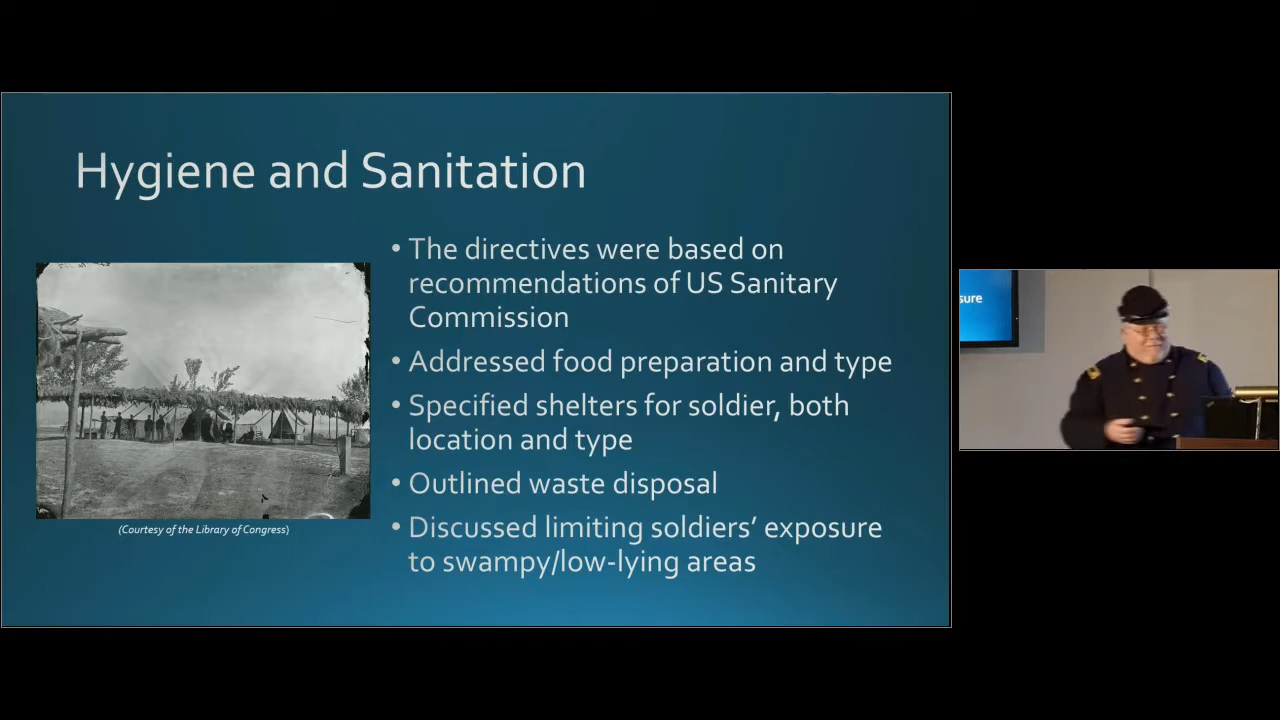 Hygiene and Sanitation
• The directives were based on
recommendations of US Sanitary
Commission
• Addressed food preparation and type
• Specified shelters for soldier, both
location and type
• Outlined waste disposal
• Discussed limiting soldiers’ exposure
to swampy/low-lying areas
(Courtesy of the Library of Congress)
sure